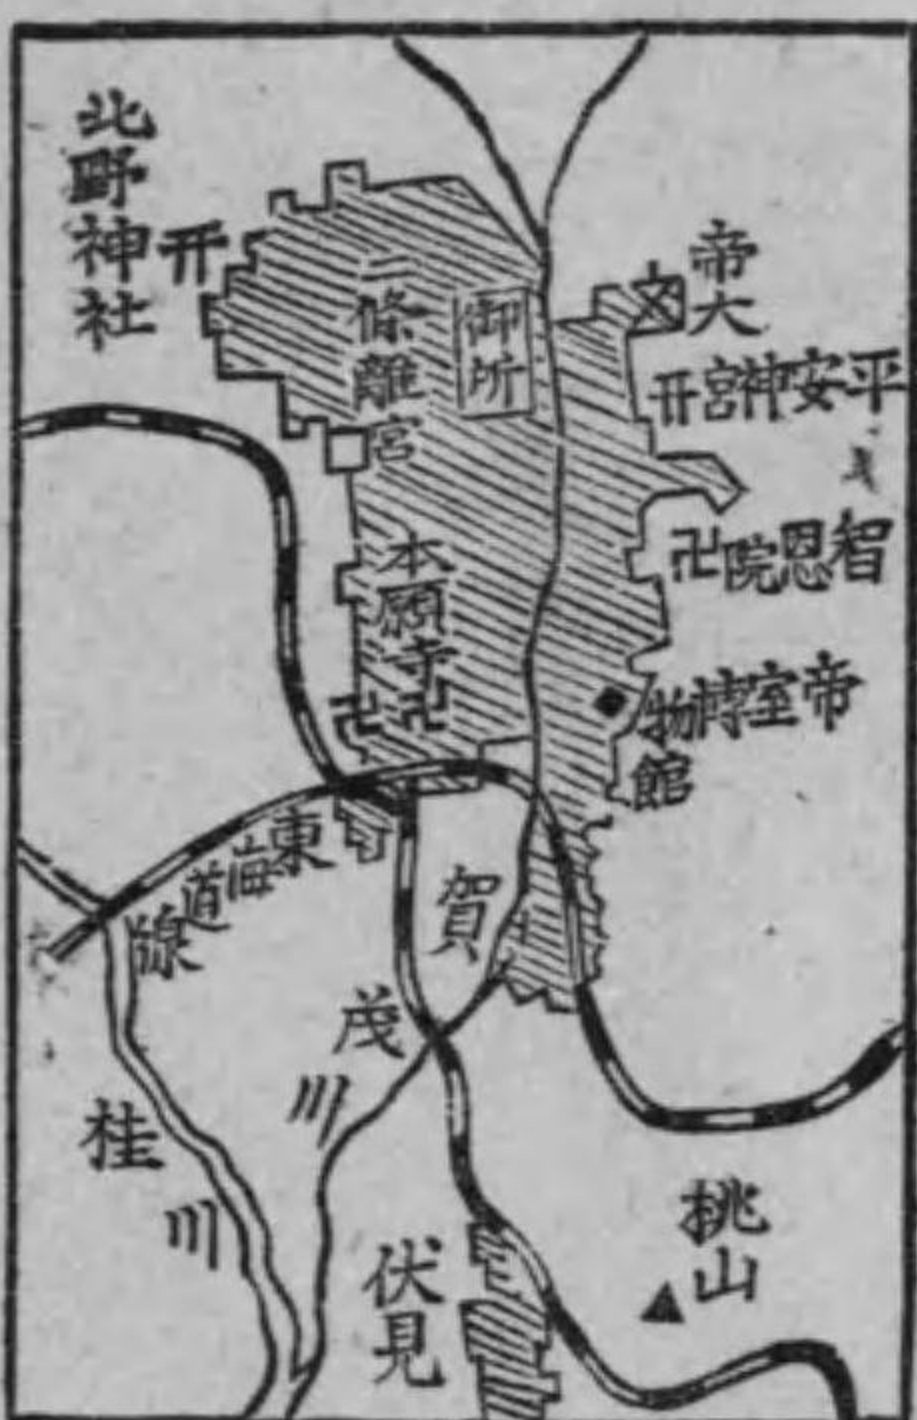 北野神社
二條離宮
御所
帝大
平安神宮
智恩院
本願寺
帝室博物館
東海道線
賀茂川
桂川
伏見
桃山